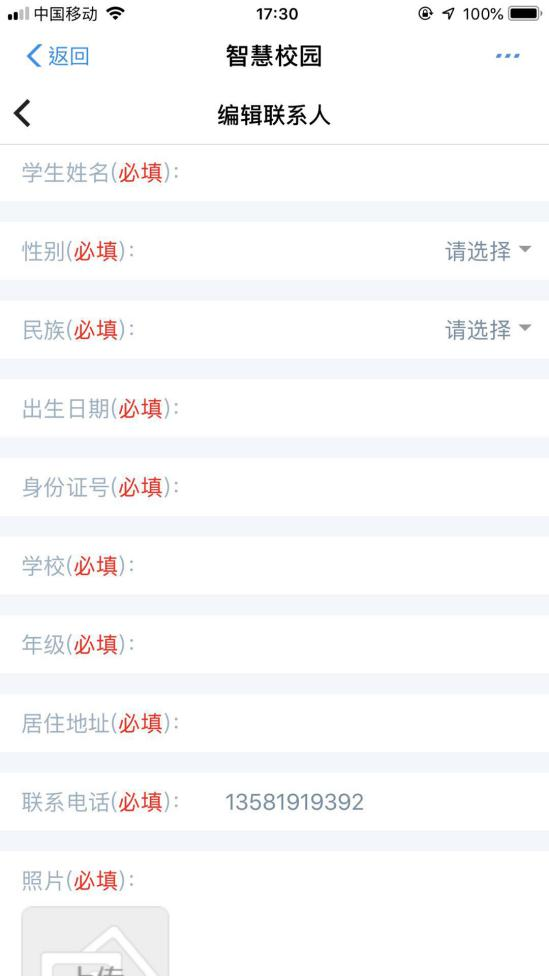 中国移动 17:30 100%
返回 智慧校园
编辑联系人
学生姓名(必填):
性别(必填): 请选择
民族(必填): 请选择
出生日期(必填):
身份证号(必填):
学校(必填):
年级(必填):
居住地址(必填):
联系电话(必填): 13581919392
照片(必填):
上传